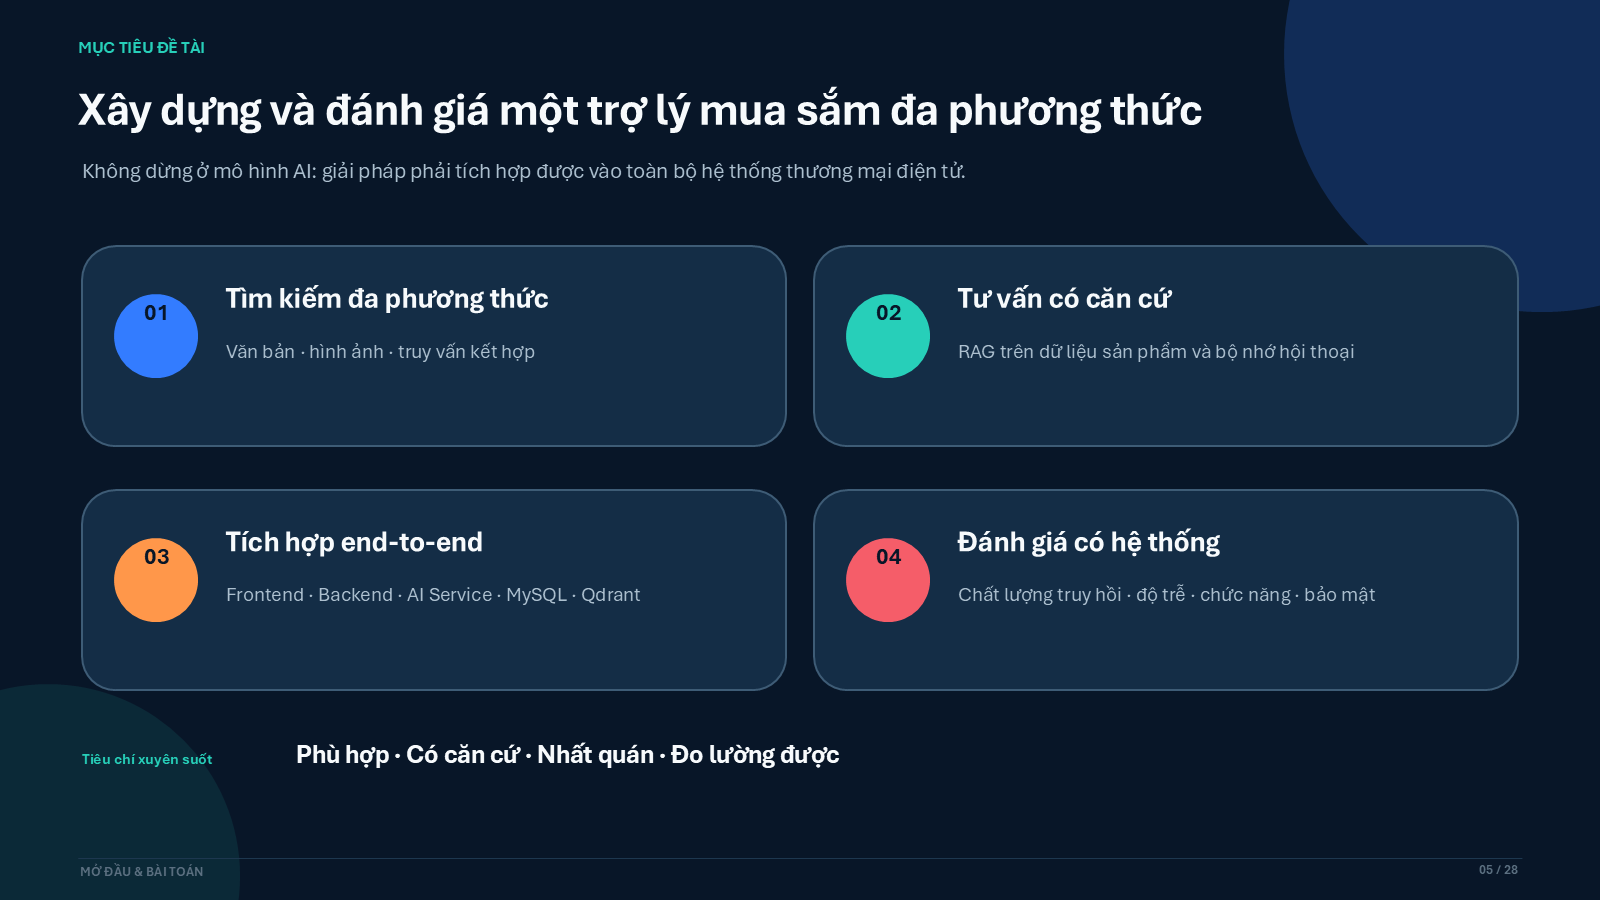 MỤC TIÊU ĐỀ TÀI
Xây dựng và đánh giá một trợ lý mua sắm đa phương thức
Không dừng ở mô hình AI: giải pháp phải tích hợp được vào toàn bộ hệ thống thương mại điện tử.
01
Tìm kiếm đa phương thức
Văn bản · hình ảnh · truy vấn kết hợp
02
Tư vấn có căn cứ
RAG trên dữ liệu sản phẩm và bộ nhớ hội thoại
03
Tích hợp end-to-end
Frontend · Backend · AI Service · MySQL · Qdrant
04
Đánh giá có hệ thống
Chất lượng truy hồi · độ trễ · chức năng · bảo mật
Tiêu chí xuyên suốt
Phù hợp · Có căn cứ · Nhất quán · Đo lường được
MỞ ĐẦU & BÀI TOÁN
05 / 28